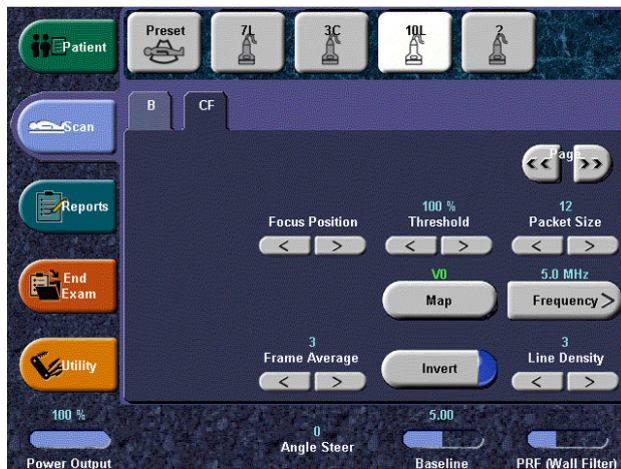 Patient
Preset
7L
3C
10L
?
Scan
B
CF
Page
<< >>
Reports
100 %
12
Focus Position
Threshold
Packet Size
< >
< >
< >
End
Exam
V0
5.0 MHz
Map
Frequency >
Utility
3
3
Frame Average
Invert
Line Density
< >
< >
100 %
0
5.00
Power Output
Angle Steer
Baseline
PRF (Wall Filter)